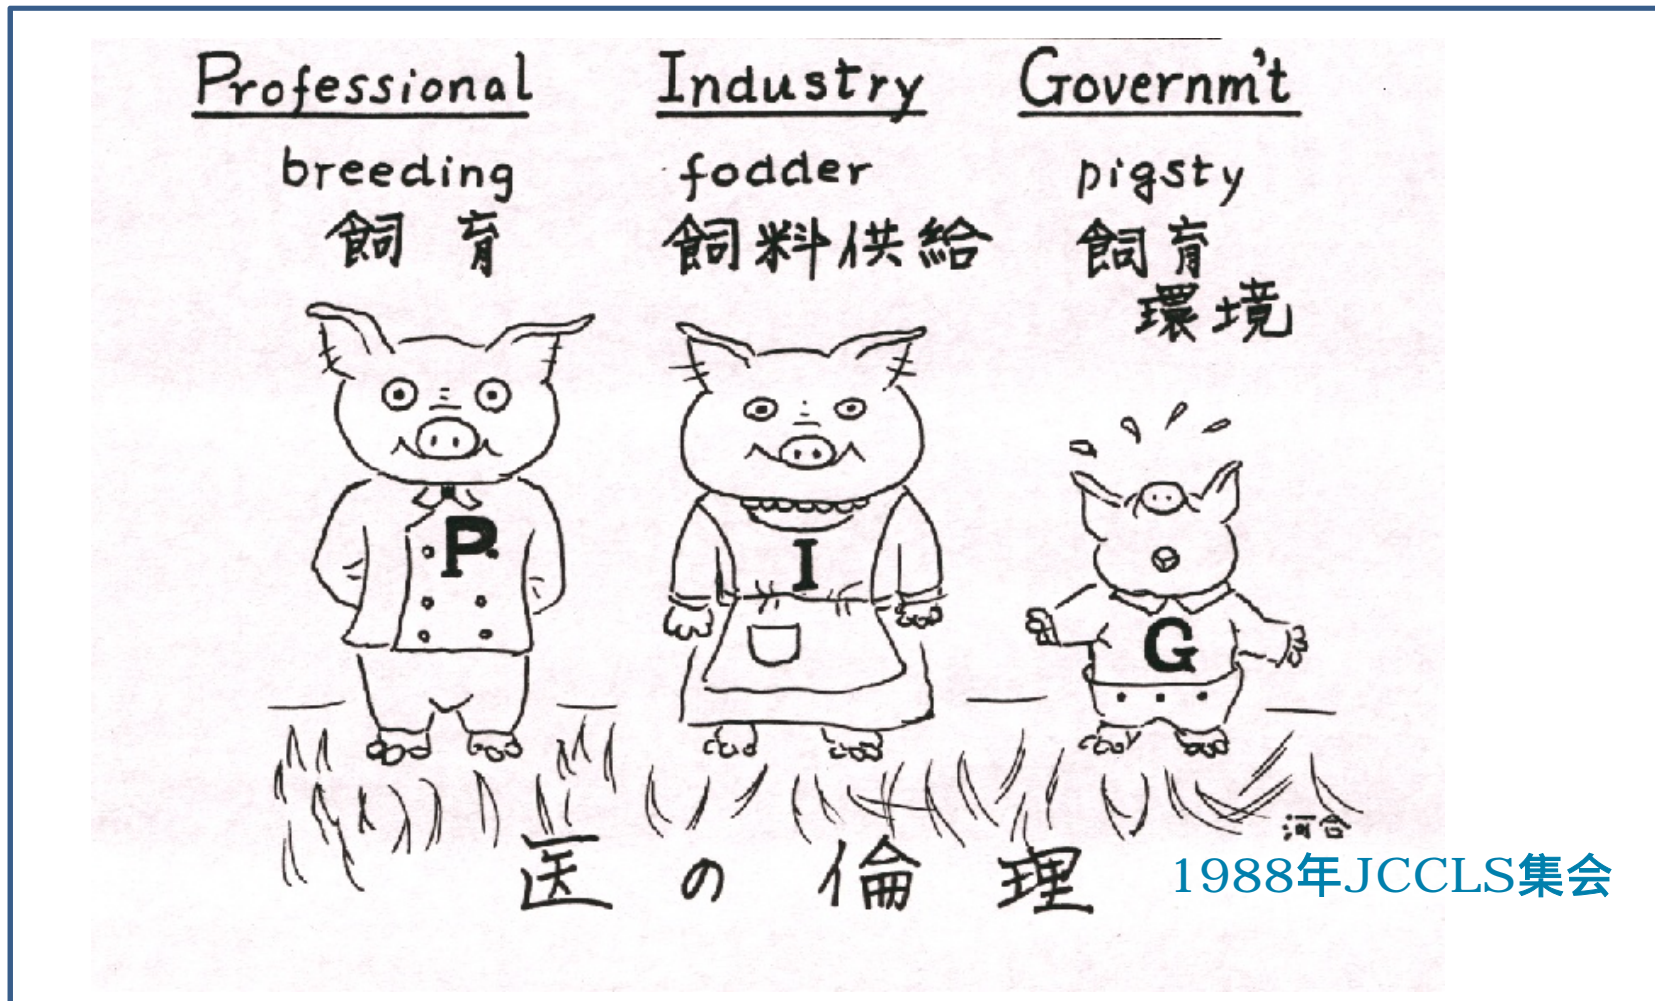 Professional Industry Governm't
breeding fodder pigsty
飼育 飼料供給 飼育
環境
P I G
河合
医の倫理
1988年JCCLS集会